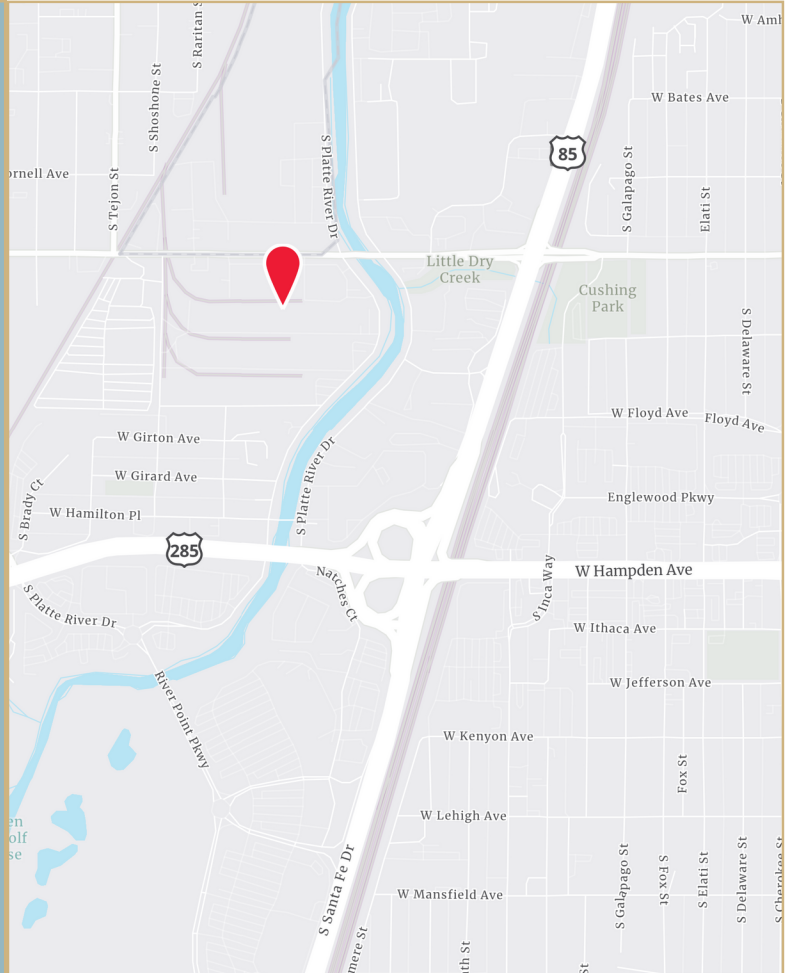 W Aml
S Raritan S
W Bates Ave
S Shoshone St
85
S Platte River Dr
S Galapago St
ornell Ave
S Tejon St
Elati St
Little Dry
Creek
Cushing
Park
S Delaware St
W Floyd Ave
Floyd Ave
W Girton Ave
W Girard Ave
S Platte River Dr
Englewood Pkwy
S Brady Ct
W Hamilton Pl
285
W Hampden Ave
Natches Ct
S Inca Way
S Platte River Dr
W Ithaca Ave
W Jefferson Ave
River Point Pkwy
W Kenyon Ave
Fox St
W Lehigh Ave
en
olf
se
S Santa Fe Dr
S Galapago St
S Fox St
S Elati St
S Delaware St
S Cherokee St
W Mansfield Ave
mere St
th St
St